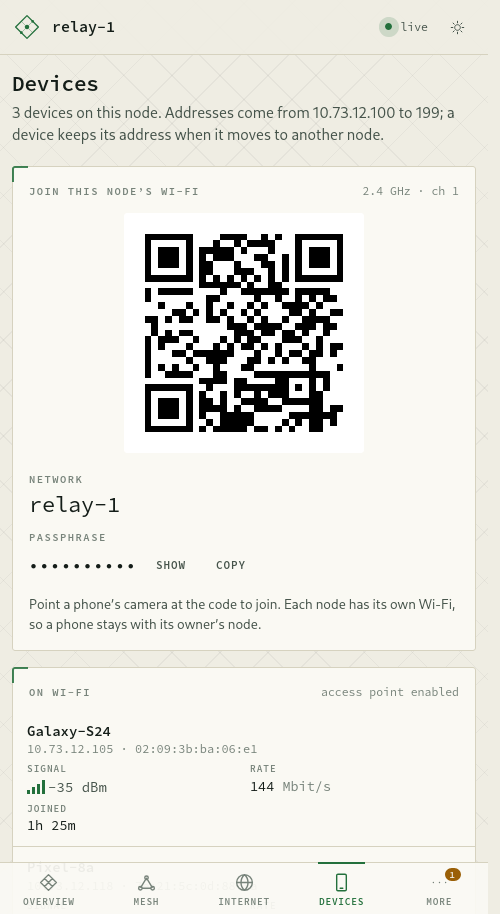 relay-1
live
Devices
3 devices on this node. Addresses come from 10.73.12.100 to 199; a
device keeps its address when it moves to another node.
JOIN THIS NODE'S WI-FI
2.4 GHz · ch 1
NETWORK
relay-1
PASSPHRASE
•••••••••• SHOW COPY
Point a phone's camera at the code to join. Each node has its own Wi-Fi,
so a phone stays with its owner's node.
ON WI-FI
access point enabled
Galaxy-S24
10.73.12.105 · 02:09:3b:ba:06:e1
SIGNAL RATE
-35 dBm 144 Mbit/s
JOINED
1h 25m
Pixel-8a
1
OVERVIEW MESH INTERNET DEVICES MORE